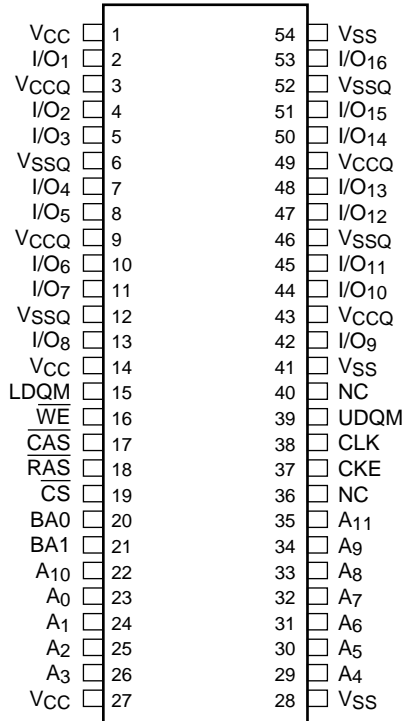 VCC 1 54 VSS
I/O1 2 53 I/O16
VCCQ 3 52 VSSQ
I/O2 4 51 I/O15
I/O3 5 50 I/O14
VSSQ 6 49 VCCQ
I/O4 7 48 I/O13
I/O5 8 47 I/O12
VCCQ 9 46 VSSQ
I/O6 10 45 I/O11
I/O7 11 44 I/O10
VSSQ 12 43 VCCQ
I/O8 13 42 I/O9
VCC 14 41 VSS
LDQM 15 40 NC
W̅E̅ 16 39 UDQM
C̅A̅S̅ 17 38 CLK
R̅A̅S̅ 18 37 CKE
C̅S̅ 19 36 NC
BA0 20 35 A11
BA1 21 34 A9
A10 22 33 A8
A0 23 32 A7
A1 24 31 A6
A2 25 30 A5
A3 26 29 A4
VCC 27 28 VSS